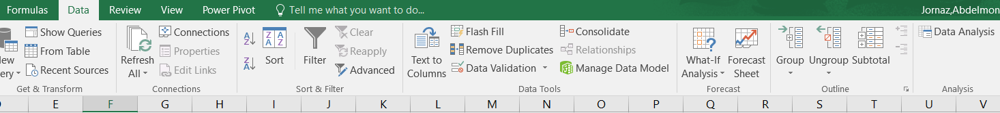 Formulas Data Review View Power Pivot Tell me what you want to do... Jornaz,Abdelmon
Show Queries Connections Clear Flash Fill Consolidate Data Analysis
From Table Properties Reapply Remove Duplicates Relationships
Recent Sources Edit Links Advanced Data Validation Manage Data Model
Refresh All Sort Filter Text to Columns What-If Analysis Forecast Sheet Group Ungroup Subtotal
Get & Transform Connections Sort & Filter Data Tools Forecast Outline Analysis
E F G H I J K L M N O P Q R S T U V